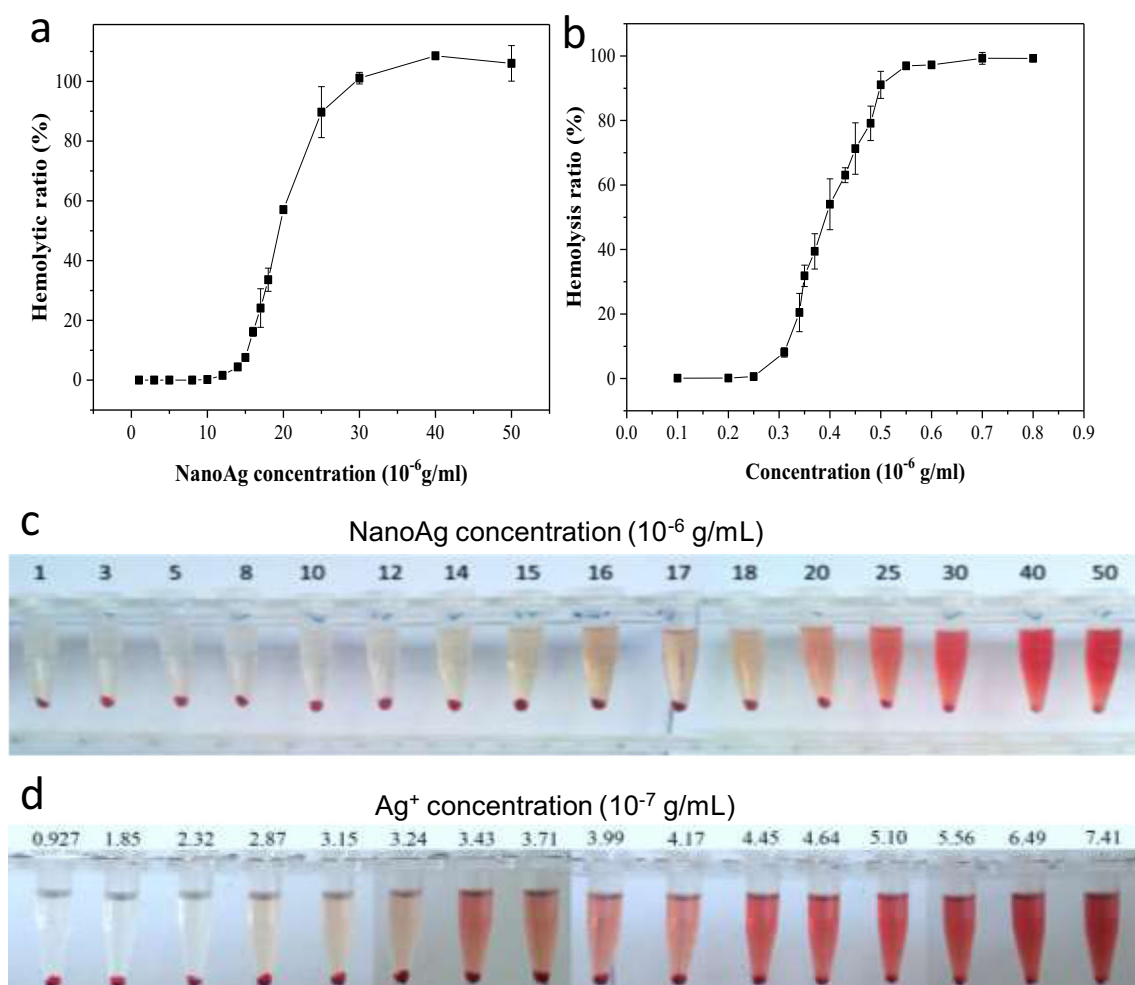 a
Hemolytic ratio (%)
100
80
60
40
20
0
0 10 20 30 40 50
NanoAg concentration (10⁻⁶g/ml)
b
Hemolysis ratio (%)
100
80
60
40
20
0
0.0 0.1 0.2 0.3 0.4 0.5 0.6 0.7 0.8 0.9
Concentration (10⁻⁶ g/ml)
c
NanoAg concentration (10⁻⁶ g/mL)
1 3 5 8 10 12 14 15 16 17 18 20 25 30 40 50
d
Ag⁺ concentration (10⁻⁷ g/mL)
0.927 1.85 2.32 2.87 3.15 3.24 3.43 3.71 3.99 4.17 4.45 4.64 5.10 5.56 6.49 7.41